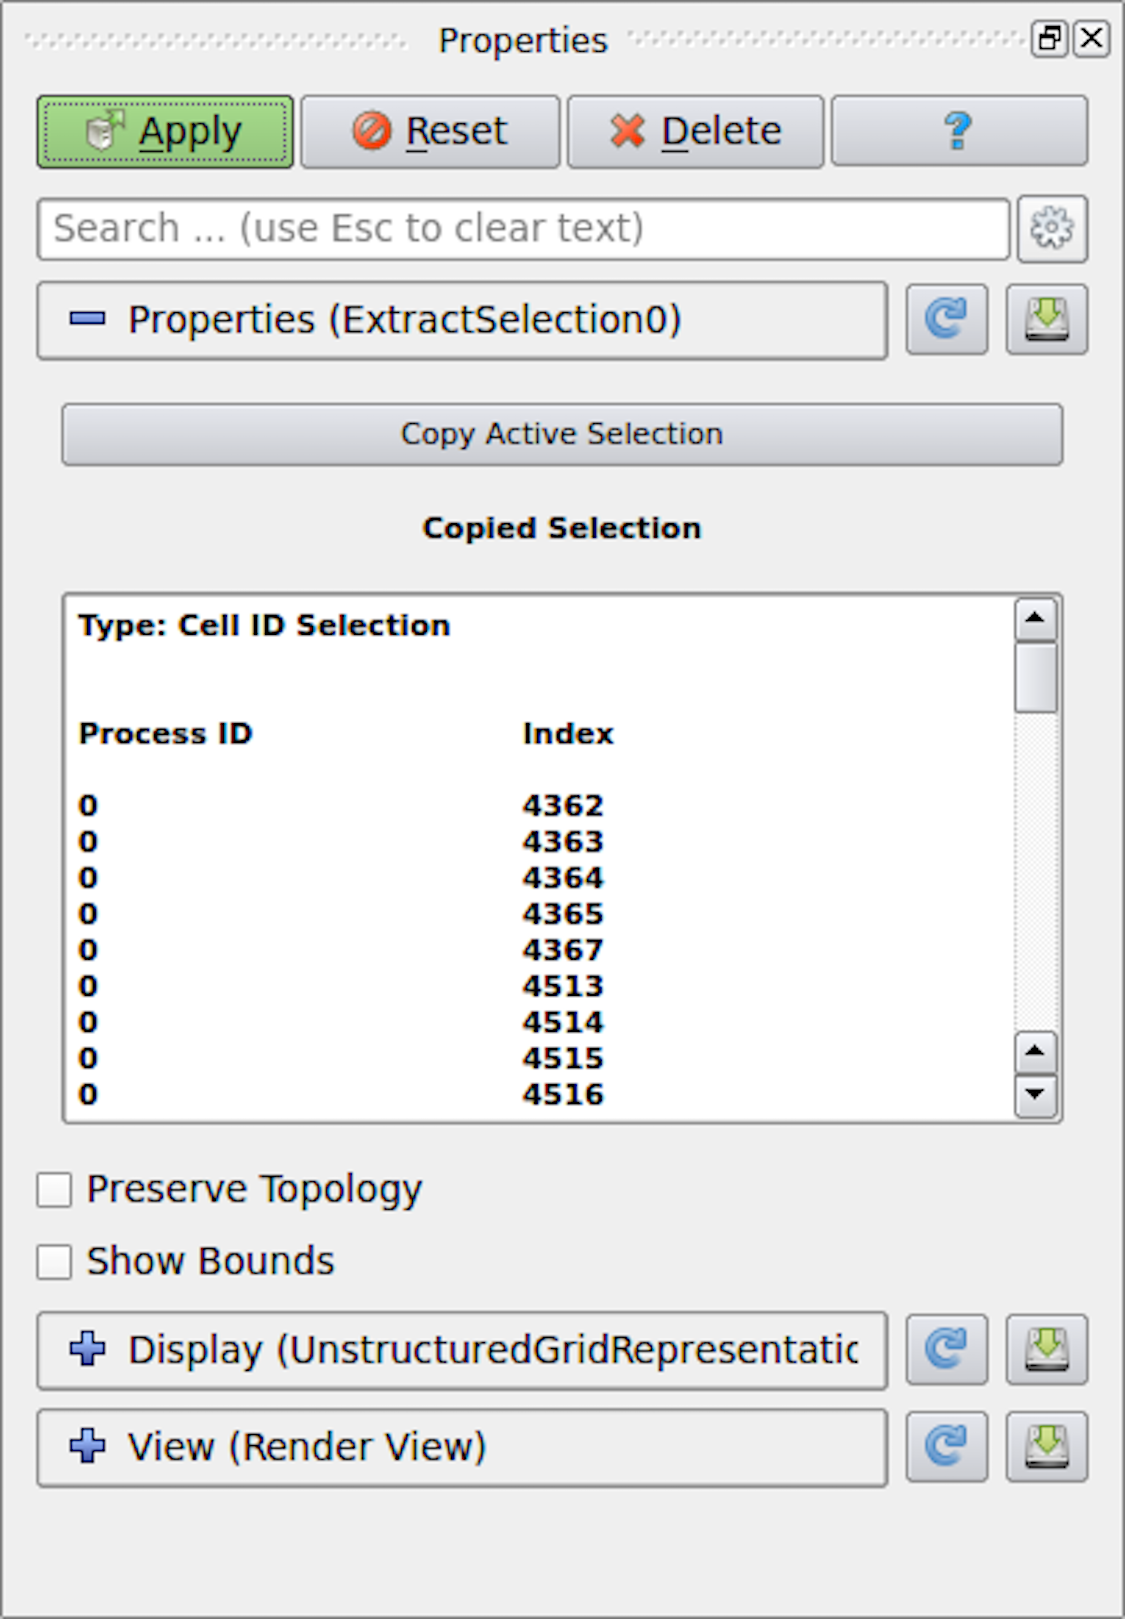 Properties
Apply Reset Delete ?
Search ... (use Esc to clear text)
Properties (ExtractSelection0)
Copy Active Selection
Copied Selection
Type: Cell ID Selection
Process ID Index
0 4362
0 4363
0 4364
0 4365
0 4367
0 4513
0 4514
0 4515
0 4516
Preserve Topology
Show Bounds
Display (UnstructuredGridRepresentatic
View (Render View)